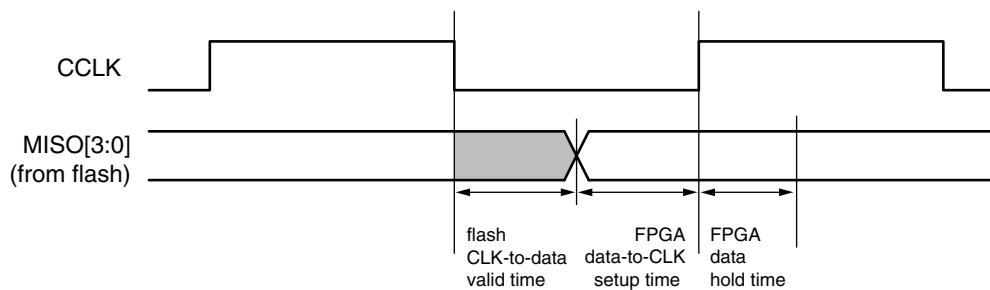 CCLK
MISO[3:0]
(from flash)
flash
CLK-to-data
valid time
FPGA
data-to-CLK
setup time
FPGA
data
hold time